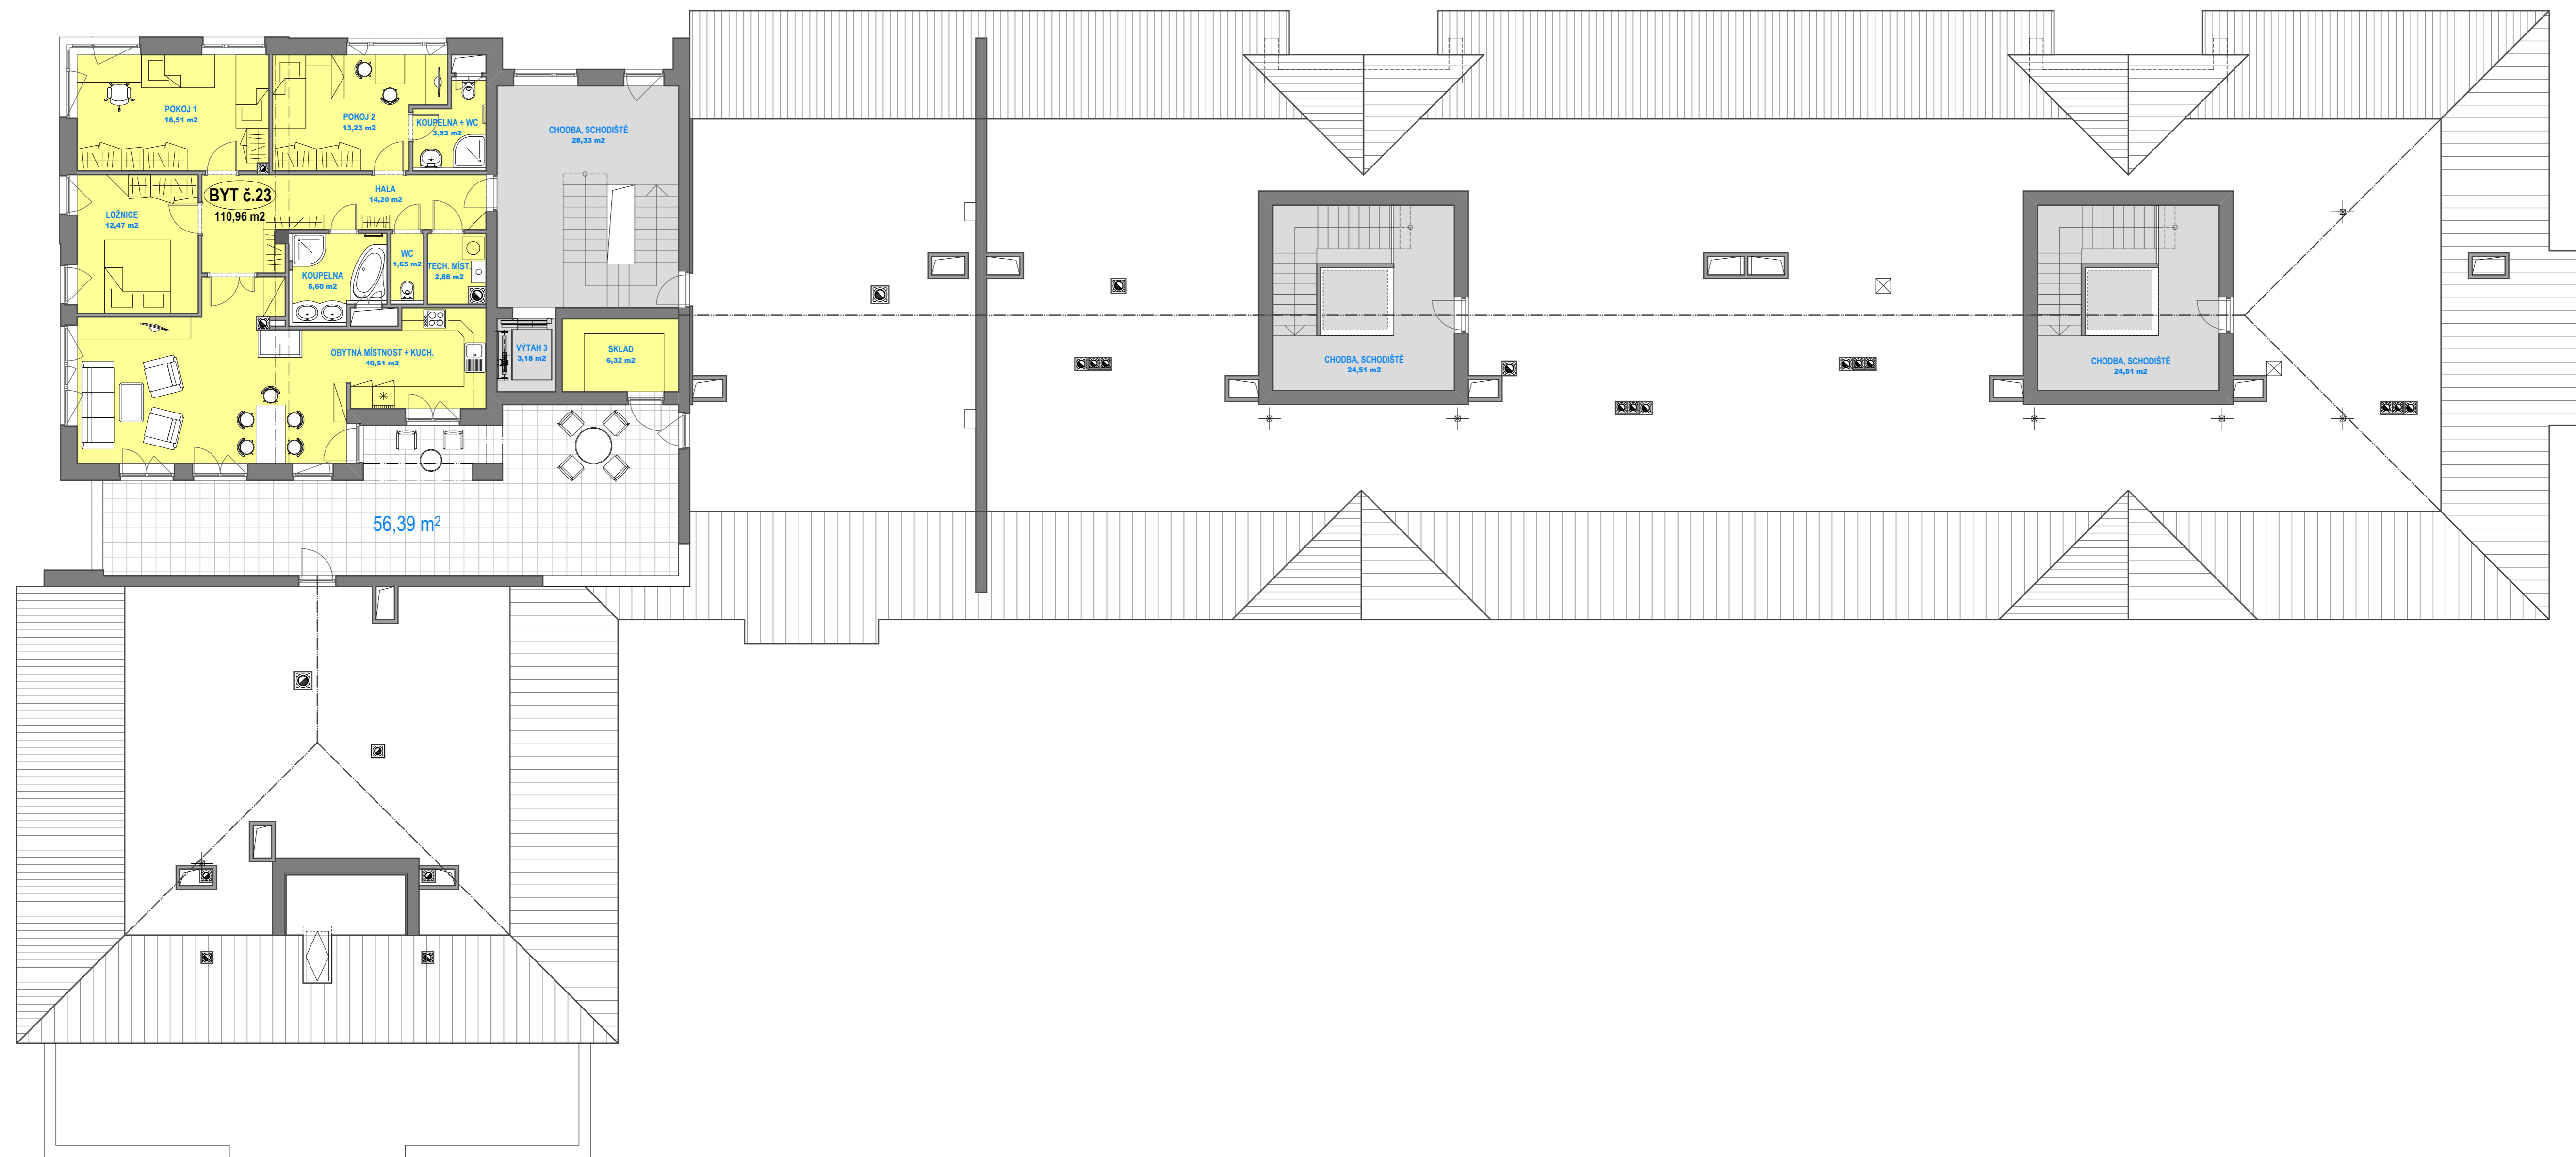 POKOJ 1
16,51 m2
POKOJ 2
13,23 m2
KOUPELNA + WC
3,93 m2
CHODBA, SCHODIŠTĚ
28,33 m2
BYT č.23
110,96 m2
HALA
14,20 m2
LOŽNICE
12,47 m2
KOUPELNA
5,60 m2
WC
1,65 m2
TECH. MÍST.
2,86 m2
OBYTNÁ MÍSTNOST + KUCH.
40,51 m2
VÝTAH 3
3,18 m2
SKLAD
6,32 m2
CHODBA, SCHODIŠTĚ
24,51 m2
CHODBA, SCHODIŠTĚ
24,51 m2
56,39 m²